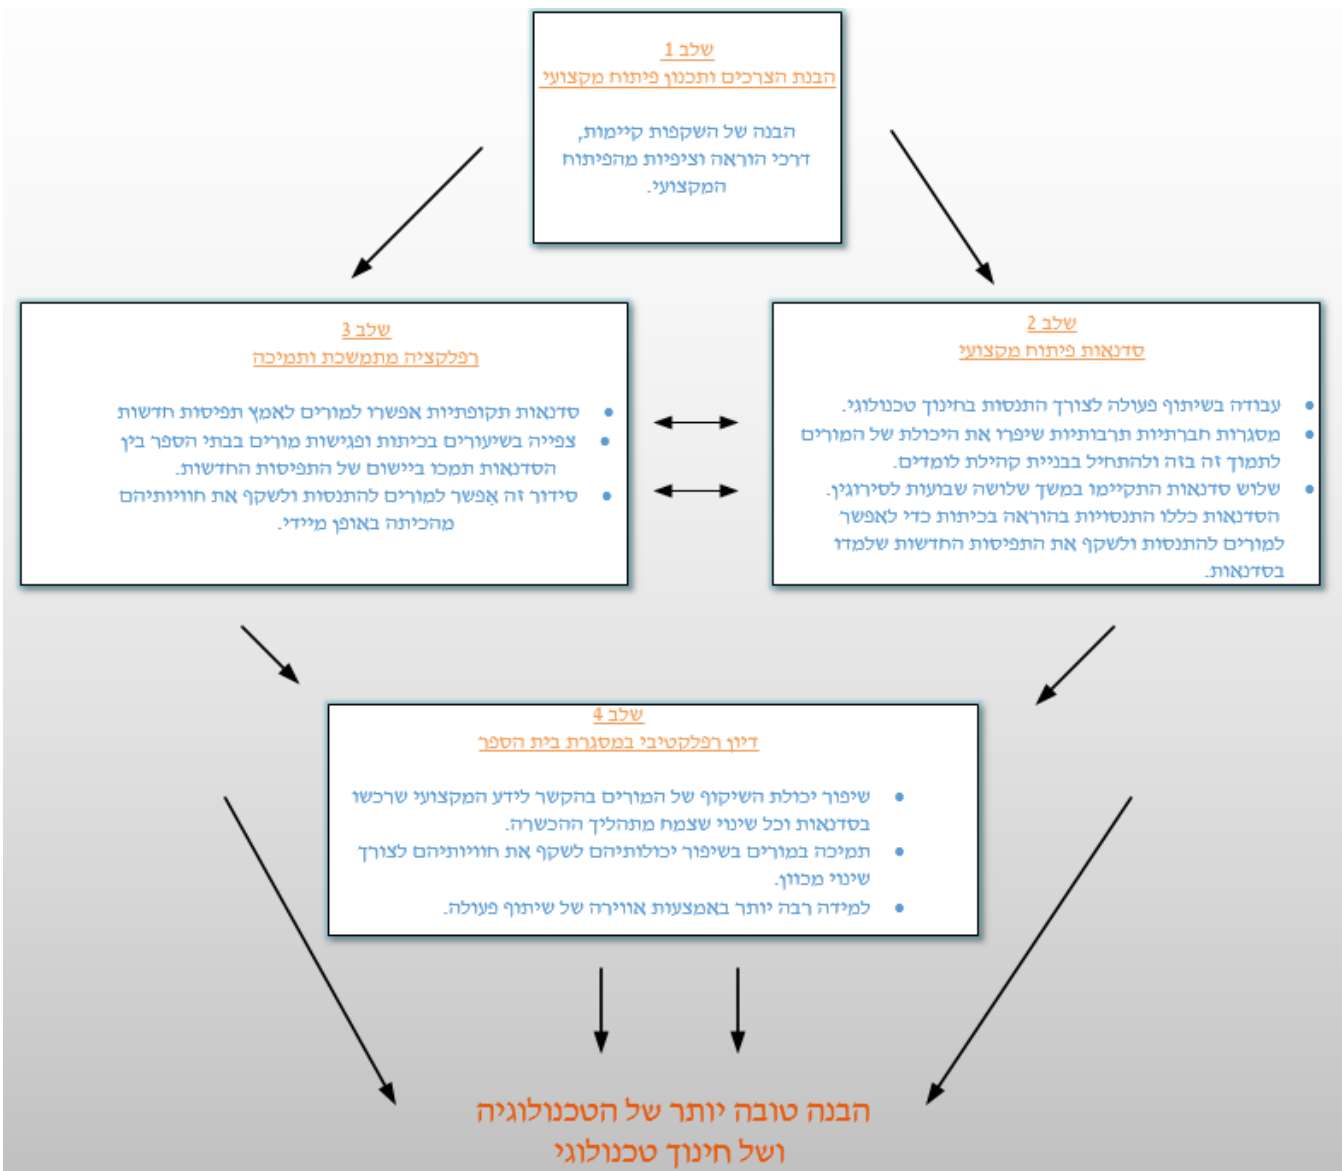 שלב 1
הבנת הצרכים ותכנון פיתוח מקצועי
הבנה של השקפות קיימות,
דרכי הוראה וציפיות מהפיתוח
המקצועי.
שלב 2
סדנאות פיתוח מקצועי
• עבודה בשיתוף פעולה לצורך התנסות בחינוך טכנולוגי.
• מסגרות חברתיות תרבותיות שיפרו את היכולת של המורים
לתמוך זה בזה ולהתחיל בבניית קהילת לומדים.
• שלוש סדנאות התקיימו במשך שלושה שבועות לסירוגין.
הסדנאות כללו התנסויות בהוראה בכיתות כדי לאפשר
למורים להתנסות ולשקף את התפיסות החדשות שלמדו
בסדנאות.
שלב 3
רפלקציה מתמשכת ותמיכה
• סדנאות תקופתיות אפשרו למורים לאמץ תפיסות חדשות
• צפייה בשיעורים בכיתות ופגישות מורים בבתי הספר בין
הסדנאות תמכו ביישום של התפיסות החדשות.
• סידור זה אַפשר למורים להתנסות ולשקף את חוויותיהם
מהכיתה באופן מיידי.
שלב 4
דיון רפלקטיבי במסגרת בית הספר
• שיפור יכולת השיקוף של המורים בהקשר לידע המקצועי שרכשו
בסדנאות וכל שינוי שצמח מתהליך ההכשרה.
• תמיכה במורים בשיפור יכולותיהם לשקף את חוויותיהם לצורך
שינוי מכוון.
• למידה רבה יותר באמצעות אווירה של שיתוף פעולה.
הבנה טובה יותר של הטכנולוגיה
ושל חינוך טכנולוגי